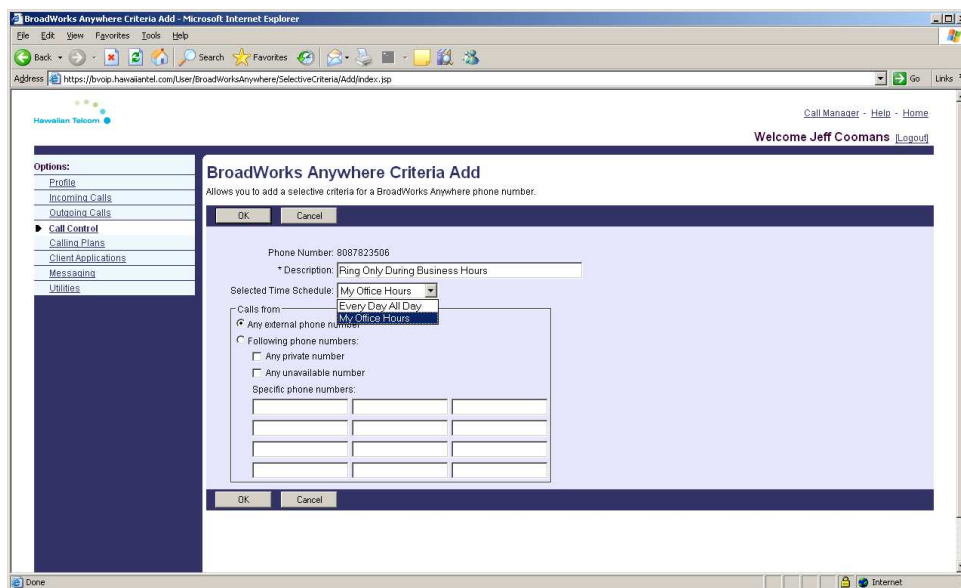 BroadWorks Anywhere Criteria Add - Microsoft Internet Explorer
File Edit View Favorites Tools Help
Back Search Favorites
Address https://bvoip.hawaiiantel.com/User/BroadWorksAnywhere/SelectiveCriteria/Add/index.jsp Go Links
Hawaiian Telcom
Call Manager - Help - Home
Welcome Jeff Coomans [Logout]
Options:
Profile
Incoming Calls
Outgoing Calls
Call Control
Calling Plans
Client Applications
Messaging
Utilities
BroadWorks Anywhere Criteria Add
Allows you to add a selective criteria for a BroadWorks Anywhere phone number.
OK Cancel
Phone Number: 8087823506
* Description: Ring Only During Business Hours
Selected Time Schedule: My Office Hours
Every Day All Day
My Office Hours
Calls from
Any external phone number
Following phone numbers:
Any private number
Any unavailable number
Specific phone numbers:
OK Cancel
Done Internet